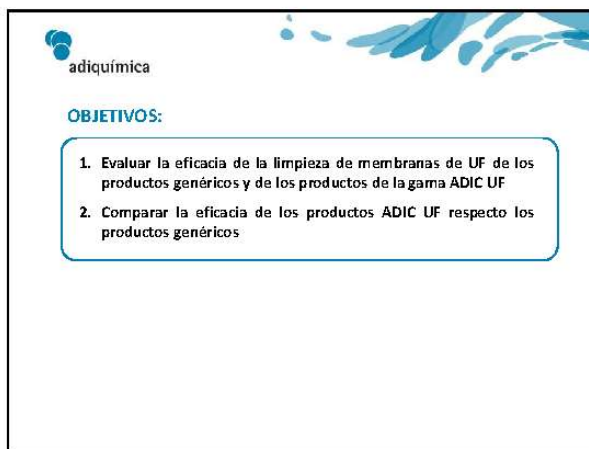 adiquímica
OBJETIVOS:
1. Evaluar la eficacia de la limpieza de membranas de UF de los
productos genéricos y de los productos de la gama ADIC UF
2. Comparar la eficacia de los productos ADIC UF respecto los
productos genéricos